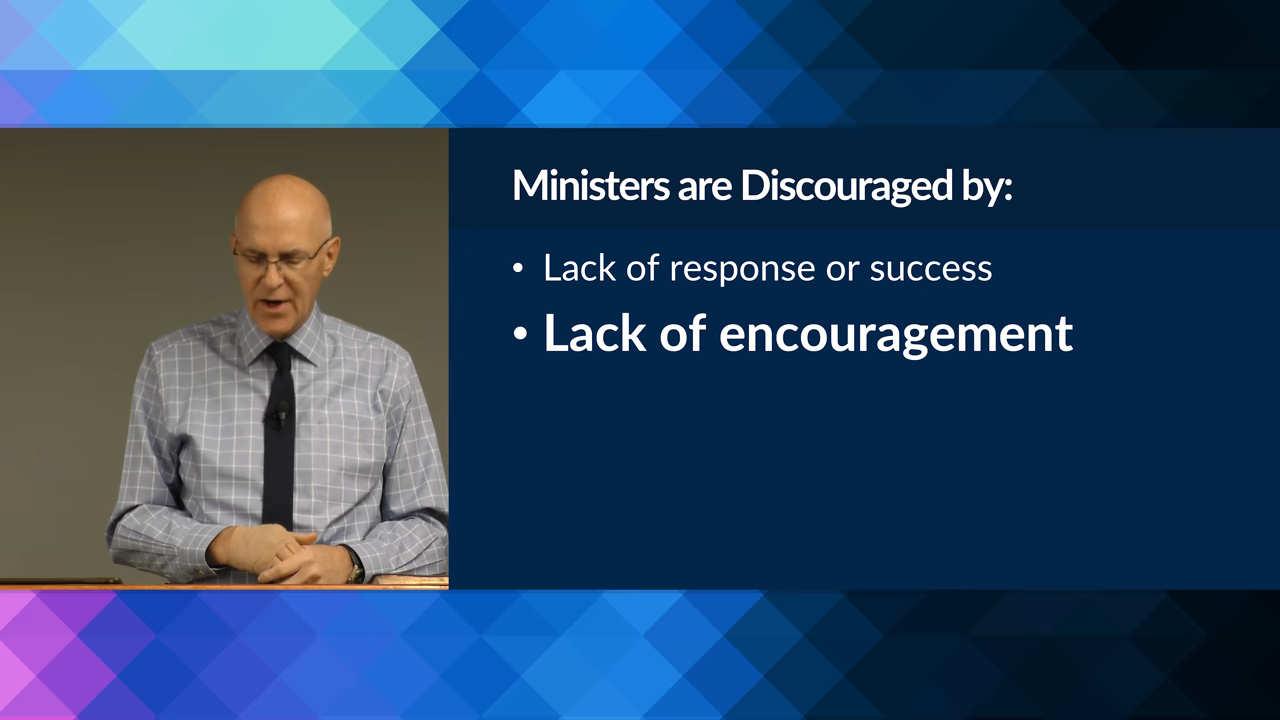 Ministers are Discouraged by:
• Lack of response or success
• Lack of encouragement